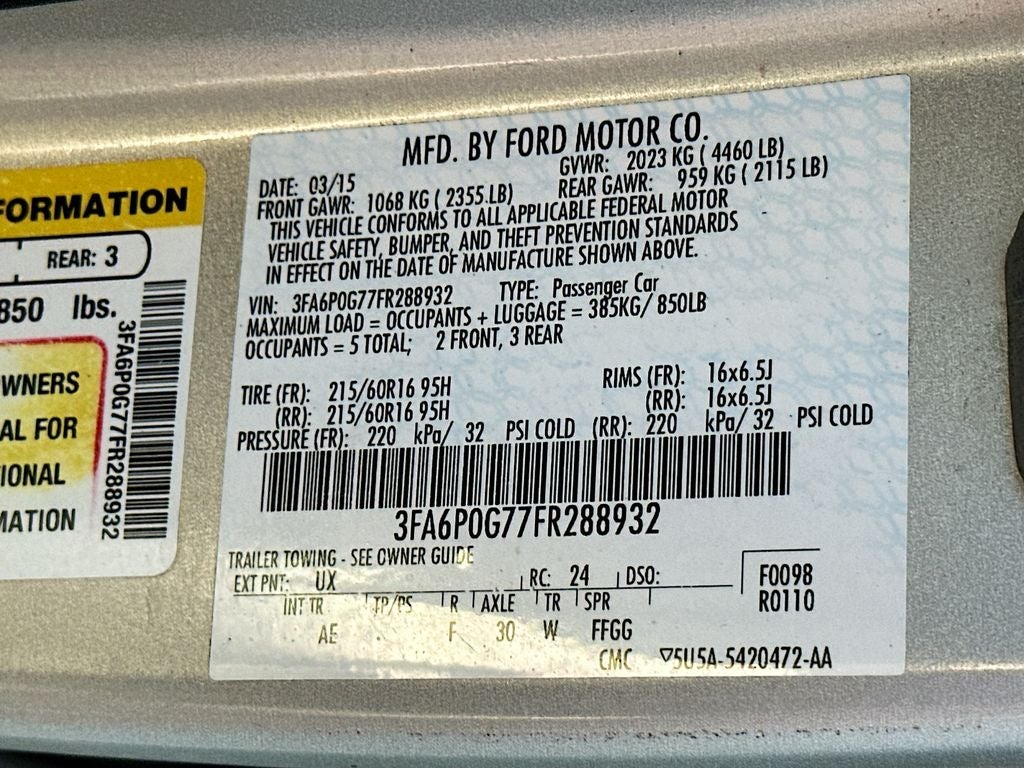 FORMATION
REAR: 3
850 lbs.
OWNERS
AL FOR
IONAL
MATION
3FA6P0G77FR288932
MFD. BY FORD MOTOR CO.
DATE: 03/15 GVWR: 2023 KG ( 4460 LB)
FRONT GAWR: 1068 KG ( 2355 LB) REAR GAWR: 959 KG ( 2115 LB)
THIS VEHICLE CONFORMS TO ALL APPLICABLE FEDERAL MOTOR
VEHICLE SAFETY, BUMPER, AND THEFT PREVENTION STANDARDS
IN EFFECT ON THE DATE OF MANUFACTURE SHOWN ABOVE.
VIN: 3FA6P0G77FR288932 TYPE: Passenger Car
MAXIMUM LOAD = OCCUPANTS + LUGGAGE = 385KG/ 850LB
OCCUPANTS = 5 TOTAL; 2 FRONT, 3 REAR
TIRE (FR): 215/60R16 95H RIMS (FR): 16x6.5J
(RR): 215/60R16 95H (RR): 16x6.5J
PRESSURE (FR): 220 kPa/ 32 PSI COLD (RR): 220 kPa/ 32 PSI COLD
3FA6P0G77FR288932
TRAILER TOWING - SEE OWNER GUIDE
EXT PNT: UX RC: 24 DSO: F0098
INT TR TP/PS R AXLE TR SPR R0110
AE F 30 W FFGG
CMC ▽5U5A-5420472-AA